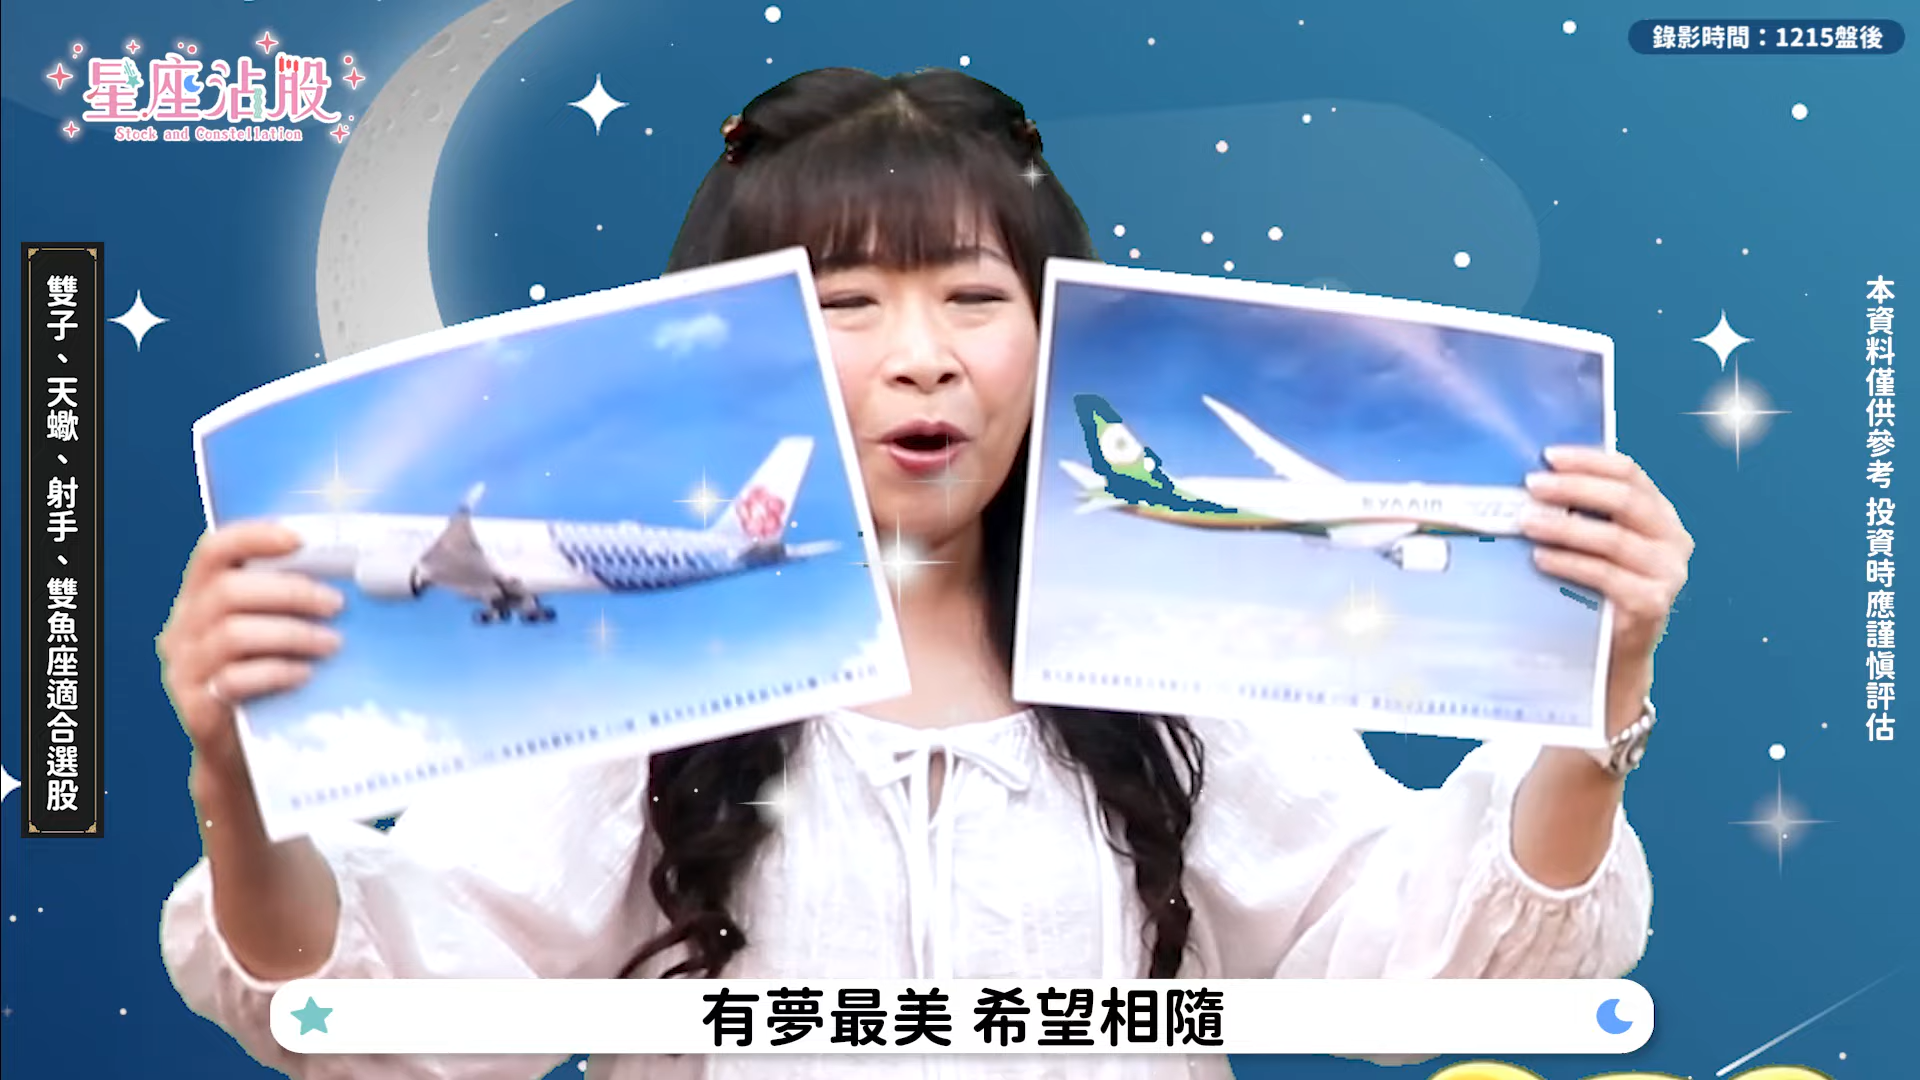 星座沾股
Stock and Constellation
錄影時間：1215盤後
雙子、天蠍、射手、雙魚座適合選股
本資料僅供參考 投資時應謹慎評估
EVA AIR
有夢最美 希望相隨